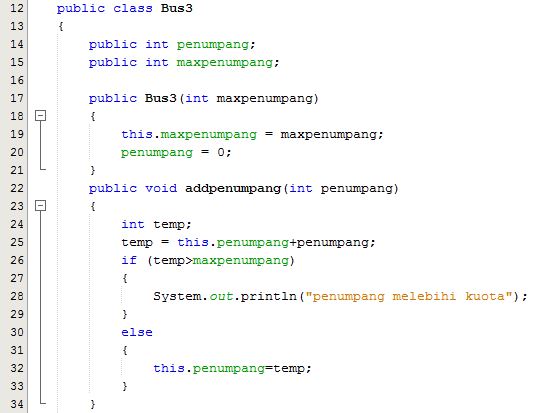 12 public class Bus3
13 {
14 public int penumpang;
15 public int maxpenumpang;
16
17 public Bus3(int maxpenumpang)
18 {
19 this.maxpenumpang = maxpenumpang;
20 penumpang = 0;
21 }
22 public void addpenumpang(int penumpang)
23 {
24 int temp;
25 temp = this.penumpang+penumpang;
26 if (temp>maxpenumpang)
27 {
28 System.out.println("penumpang melebihi kuota");
29 }
30 else
31 {
32 this.penumpang=temp;
33 }
34 }